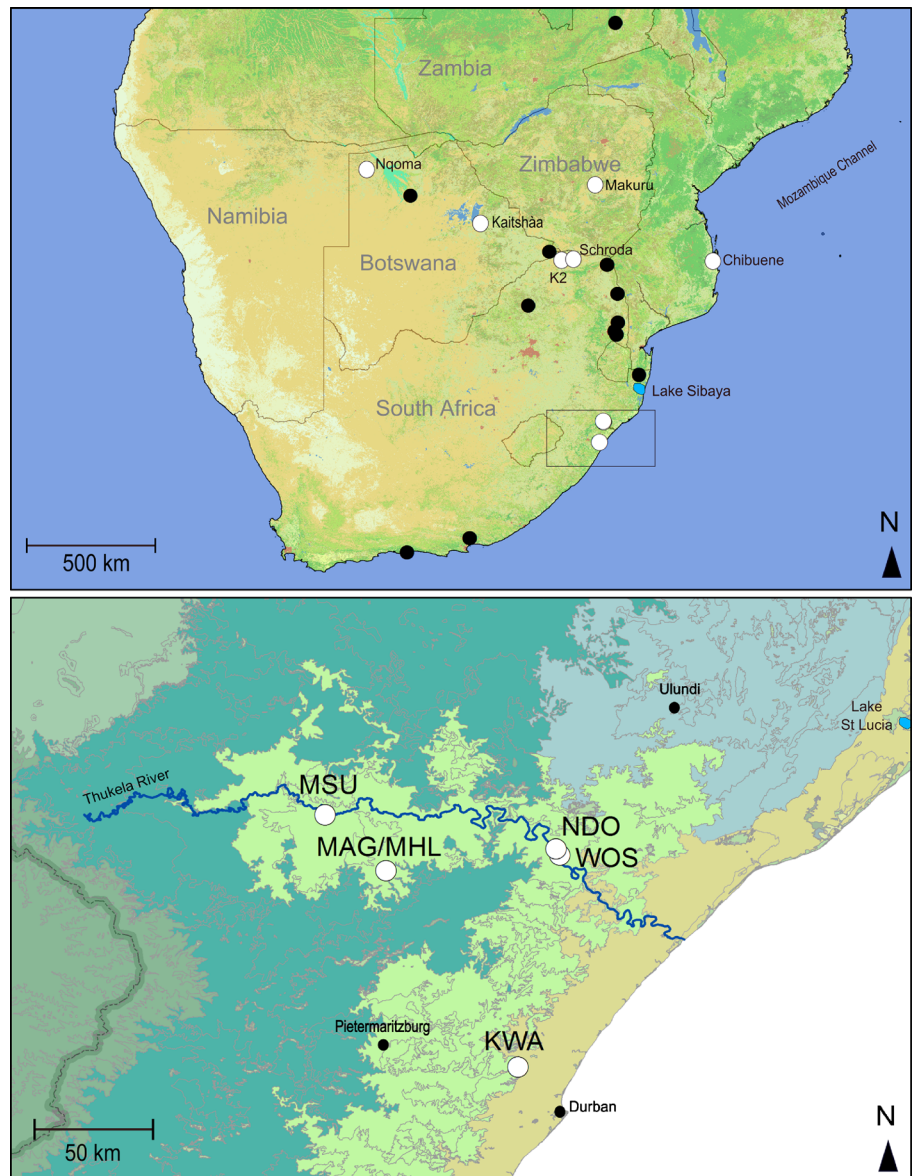 Zambia
Mozambique Channel
Nqoma
Zimbabwe
Makuru
Namibia
Kaitshàa
Schroda
Botswana
Chibuene
K2
Lake Sibaya
South Africa
N
500 km
Ulundi
Lake
St Lucia
Thukela River
MSU
NDO
MAG/MHL
WOS
Pietermaritzburg
KWA
Durban
N
50 km